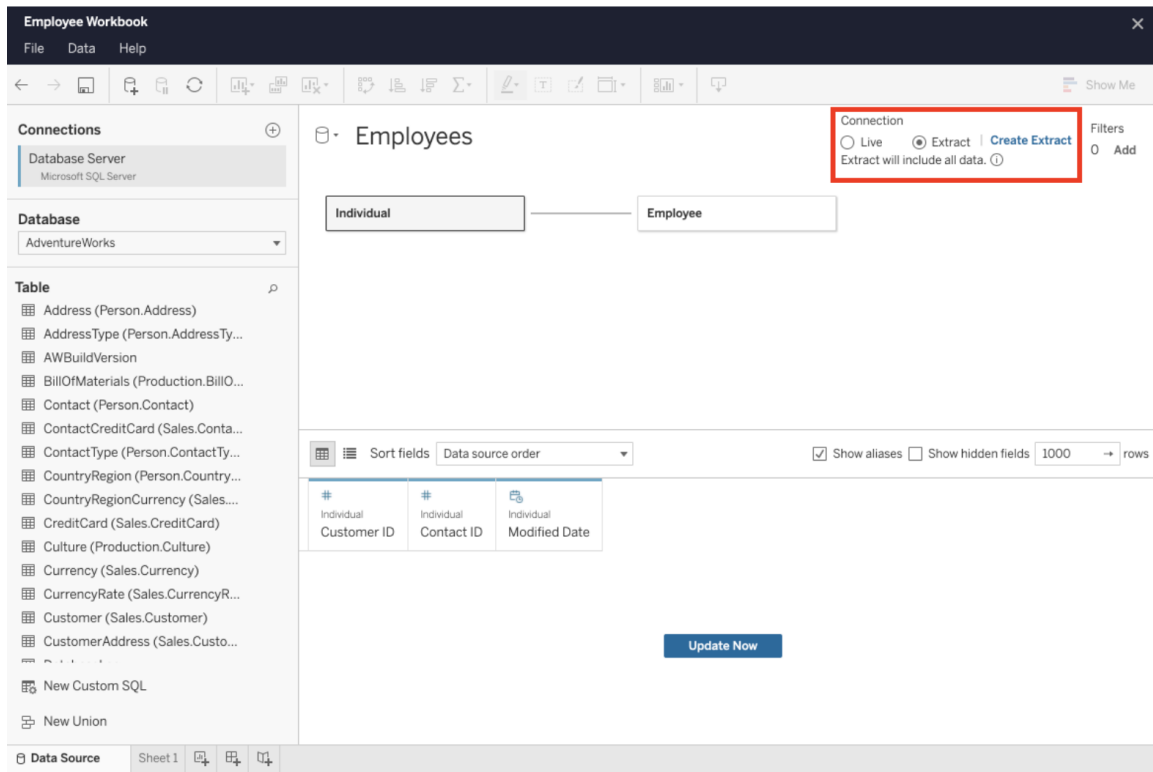 Employee Workbook
File Data Help
Show Me
Connections
Database Server
Microsoft SQL Server
Database
AdventureWorks
Table
Address (Person.Address)
AddressType (Person.AddressTy...
AWBuildVersion
BillOfMaterials (Production.BillO...
Contact (Person.Contact)
ContactCreditCard (Sales.Conta...
ContactType (Person.ContactTy...
CountryRegion (Person.Country...
CountryRegionCurrency (Sales....
CreditCard (Sales.CreditCard)
Culture (Production.Culture)
Currency (Sales.Currency)
CurrencyRate (Sales.CurrencyR...
Customer (Sales.Customer)
CustomerAddress (Sales.Custo...
New Custom SQL
New Union
Employees
Connection
Live Extract Create Extract
Extract will include all data.
Filters
0 Add
Individual Employee
Sort fields Data source order Show aliases Show hidden fields 1000 rows
Individual Individual Individual
Customer ID Contact ID Modified Date
Update Now
Data Source Sheet 1